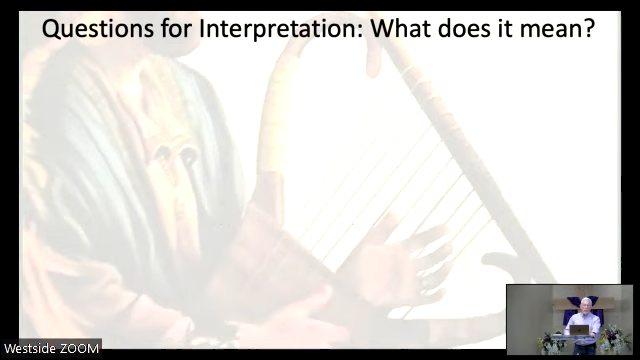 Questions for Interpretation: What does it mean?
Westside ZOOM